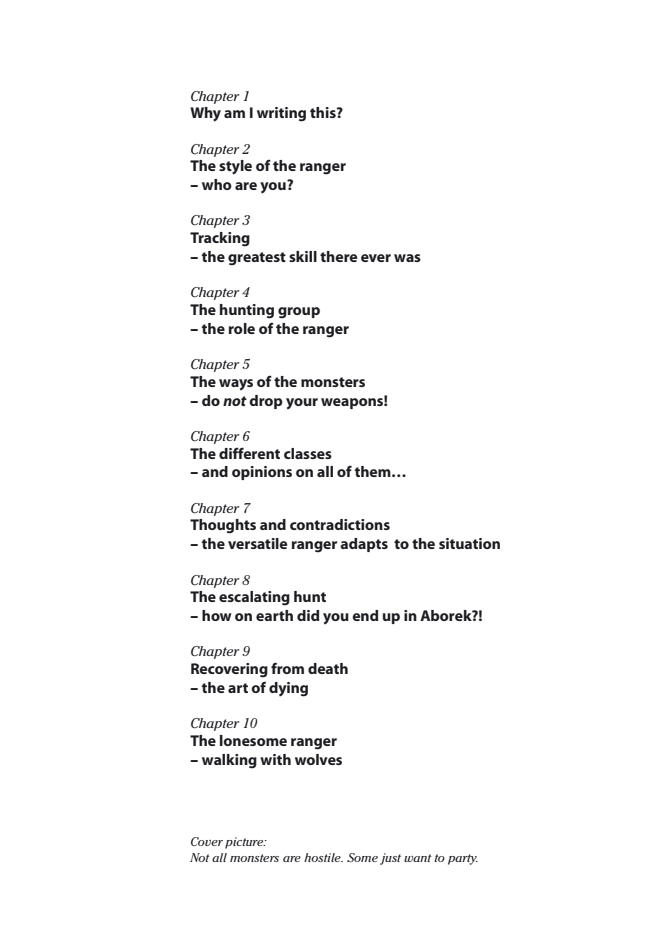 Chapter 1
Why am I writing this?
Chapter 2
The style of the ranger
– who are you?
Chapter 3
Tracking
– the greatest skill there ever was
Chapter 4
The hunting group
– the role of the ranger
Chapter 5
The ways of the monsters
– do not drop your weapons!
Chapter 6
The different classes
– and opinions on all of them…
Chapter 7
Thoughts and contradictions
– the versatile ranger adapts  to the situation
Chapter 8
The escalating hunt
– how on earth did you end up in Aborek?!
Chapter 9
Recovering from death
– the art of dying
Chapter 10
The lonesome ranger
– walking with wolves
Cover picture:
Not all monsters are hostile. Some just want to party.